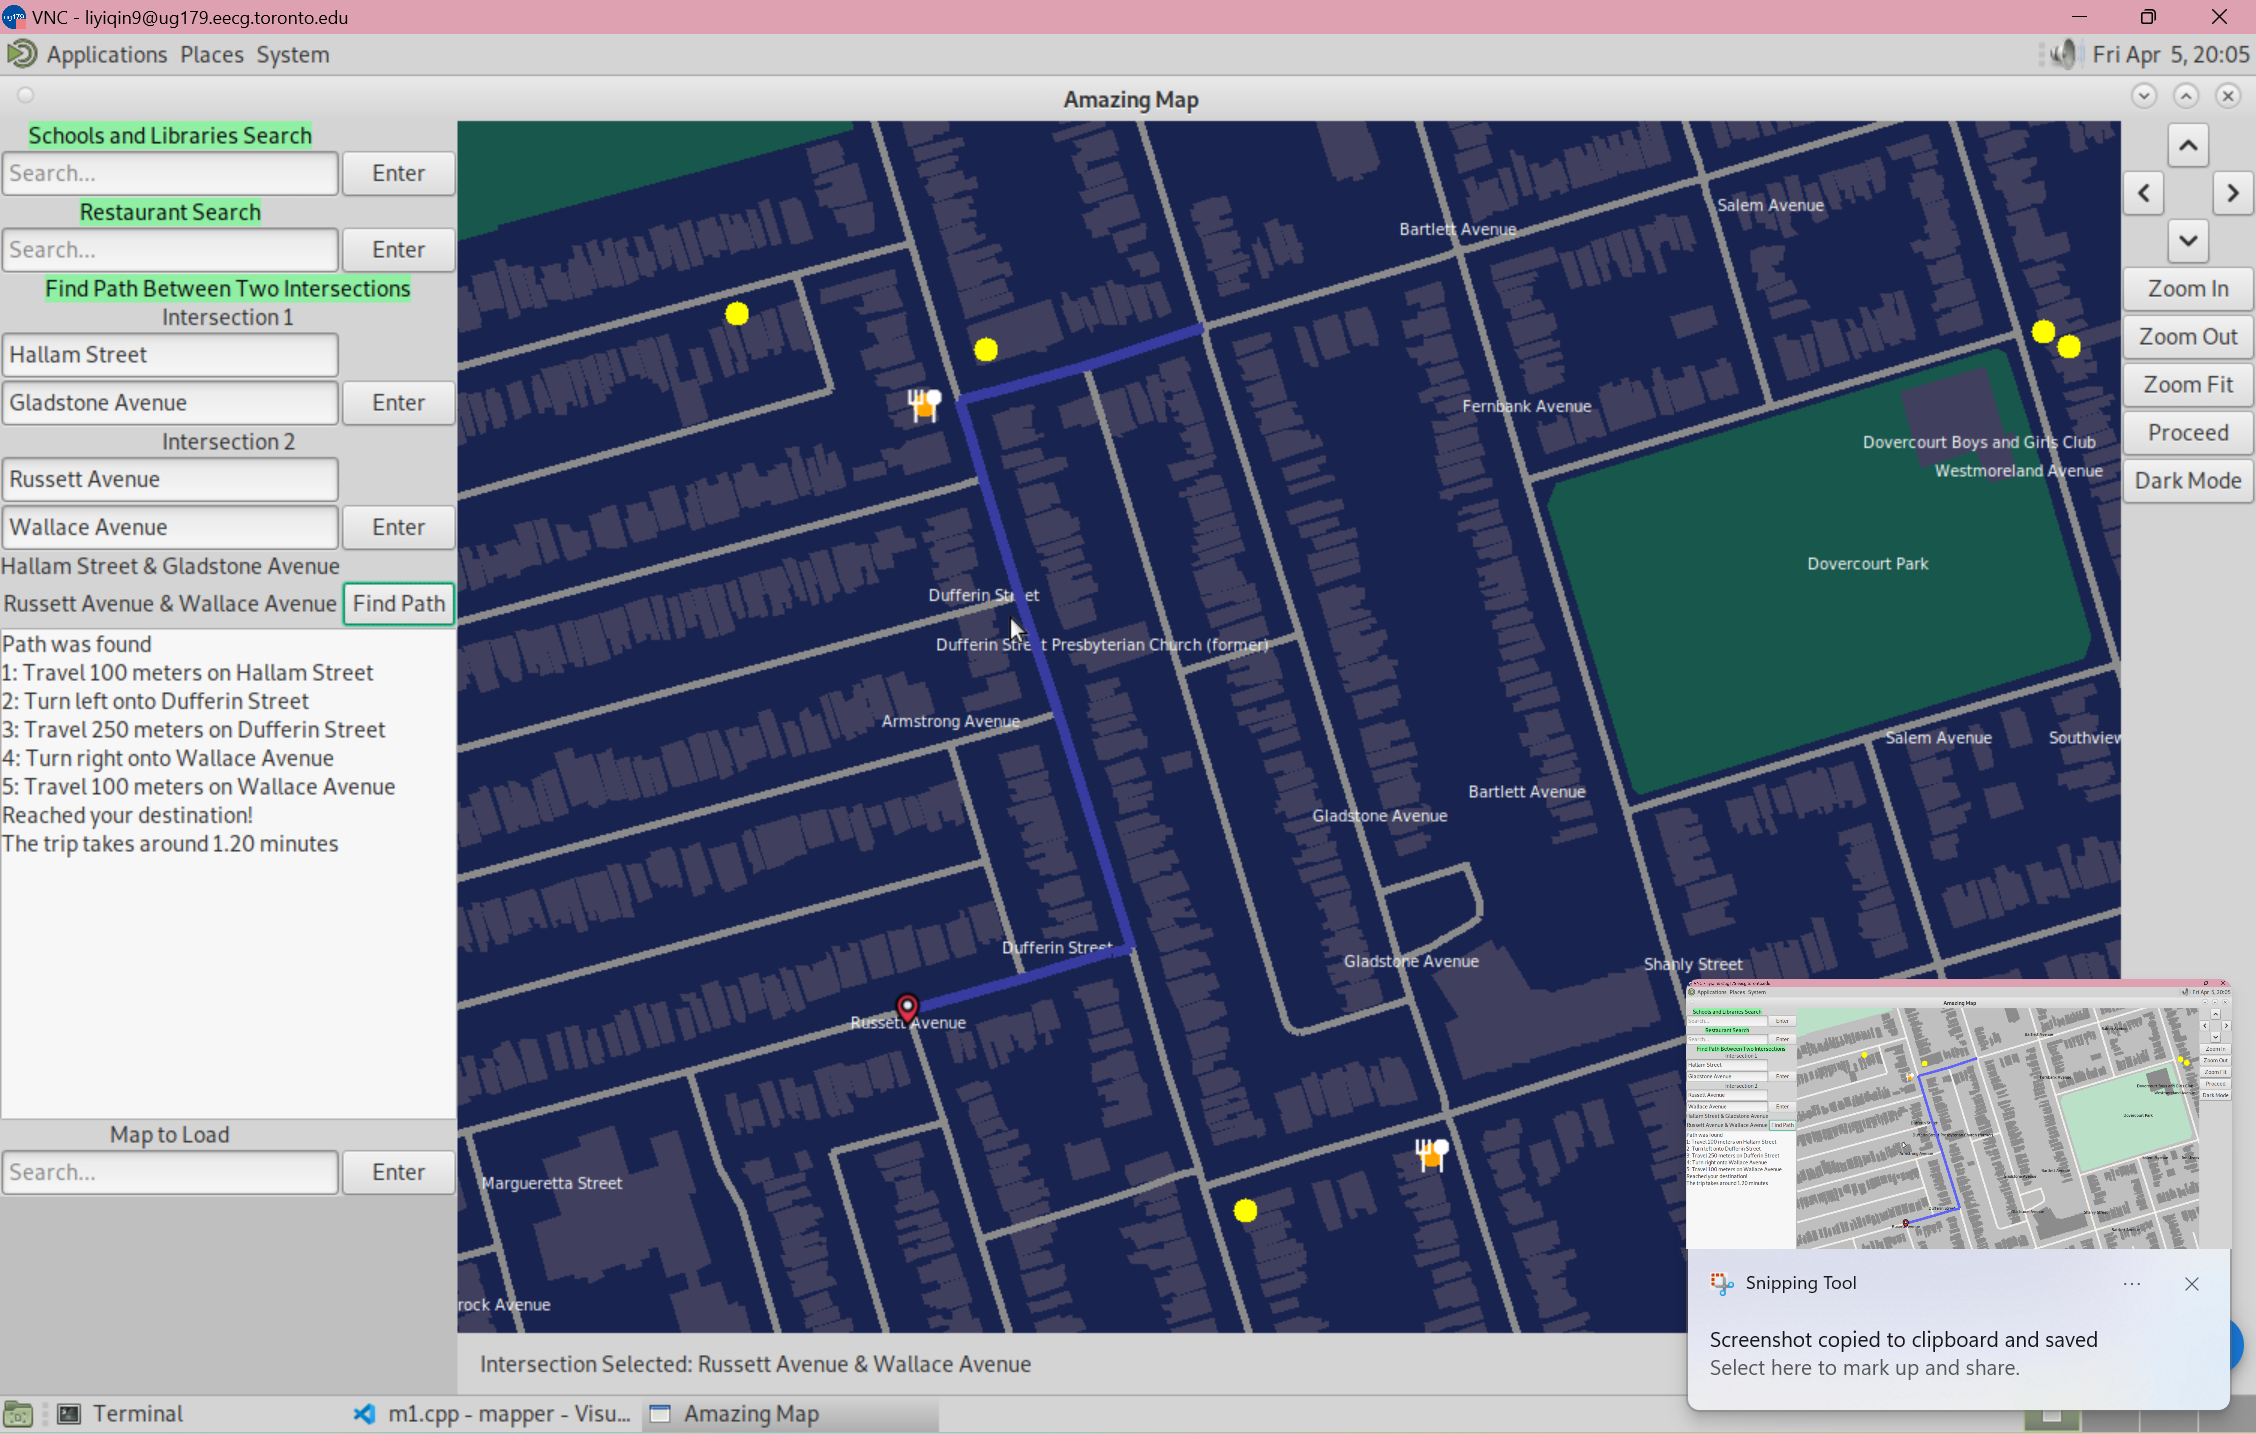 VNC - liyiqin9@ug179.eecg.toronto.edu
Applications Places System
Fri Apr 5, 20:05
Amazing Map
Schools and Libraries Search
Search...
Enter
Restaurant Search
Search...
Enter
Find Path Between Two Intersections
Intersection 1
Hallam Street
Gladstone Avenue
Enter
Intersection 2
Russett Avenue
Wallace Avenue
Enter
Hallam Street & Gladstone Avenue
Russett Avenue & Wallace Avenue
Find Path
Path was found
1: Travel 100 meters on Hallam Street
2: Turn left onto Dufferin Street
3: Travel 250 meters on Dufferin Street
4: Turn right onto Wallace Avenue
5: Travel 100 meters on Wallace Avenue
Reached your destination!
The trip takes around 1.20 minutes
Map to Load
Search...
Enter
Salem Avenue
Bartlett Avenue
Fernbank Avenue
Dovercourt Boys and Girls Club
Westmoreland Avenue
Dovercourt Park
Dufferin Street
Dufferin Street Presbyterian Church (former)
Armstrong Avenue
Salem Avenue
Southview
Bartlett Avenue
Gladstone Avenue
Dufferin Street
Gladstone Avenue
Shanly Street
Russett Avenue
Margueretta Street
rock Avenue
Zoom In
Zoom Out
Zoom Fit
Proceed
Dark Mode
Intersection Selected: Russett Avenue & Wallace Avenue
Snipping Tool
Screenshot copied to clipboard and saved
Select here to mark up and share.
Terminal
m1.cpp - mapper - Visu...
Amazing Map